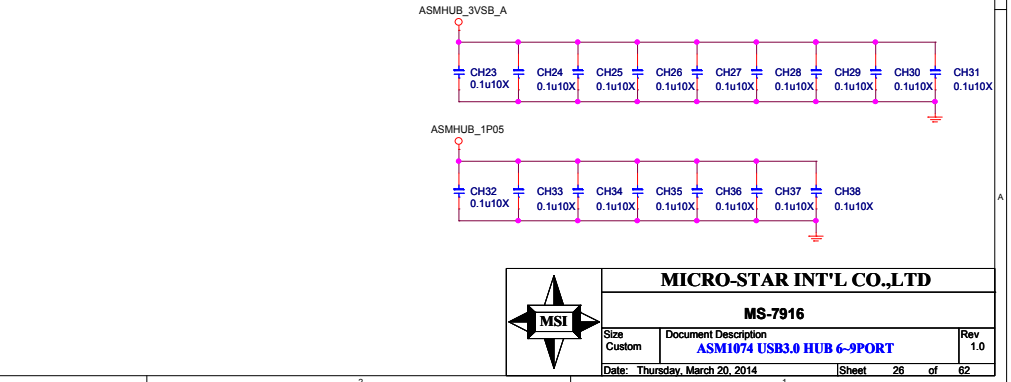 ASMHUB_3VSB_A
CH23 CH24 CH25 CH26 CH27 CH28 CH29 CH30 CH31
0.1u10X 0.1u10X 0.1u10X 0.1u10X 0.1u10X 0.1u10X 0.1u10X 0.1u10X 0.1u10X
ASMHUB_1P05
CH32 CH33 CH34 CH35 CH36 CH37 CH38
0.1u10X 0.1u10X 0.1u10X 0.1u10X 0.1u10X 0.1u10X 0.1u10X
A
MICRO-STAR INT'L CO.,LTD
MSI
MS-7916
Size Document Description Rev
Custom ASM1074 USB3.0 HUB 6~9PORT 1.0
Date: Thursday, March 20, 2014 Sheet 26 of 62